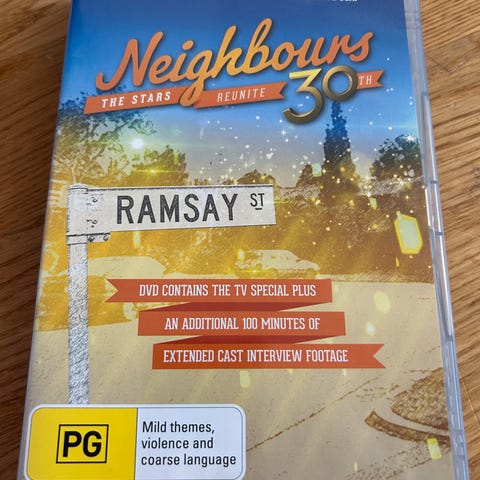 Neighbours
THE STARS REUNITE 30TH
RAMSAY ST
DVD CONTAINS THE TV SPECIAL PLUS
AN ADDITIONAL 100 MINUTES OF
EXTENDED CAST INTERVIEW FOOTAGE
PG
Mild themes,
violence and
coarse language